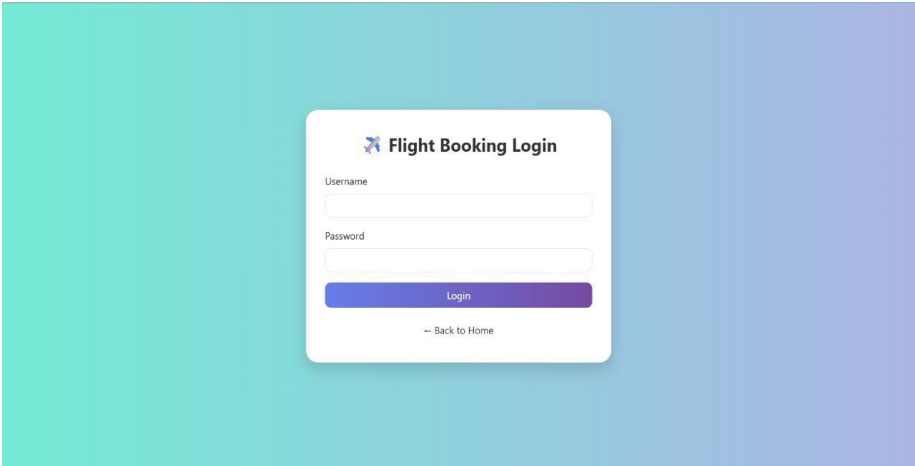 ✈️ Flight Booking Login
Username
Password
Login
← Back to Home